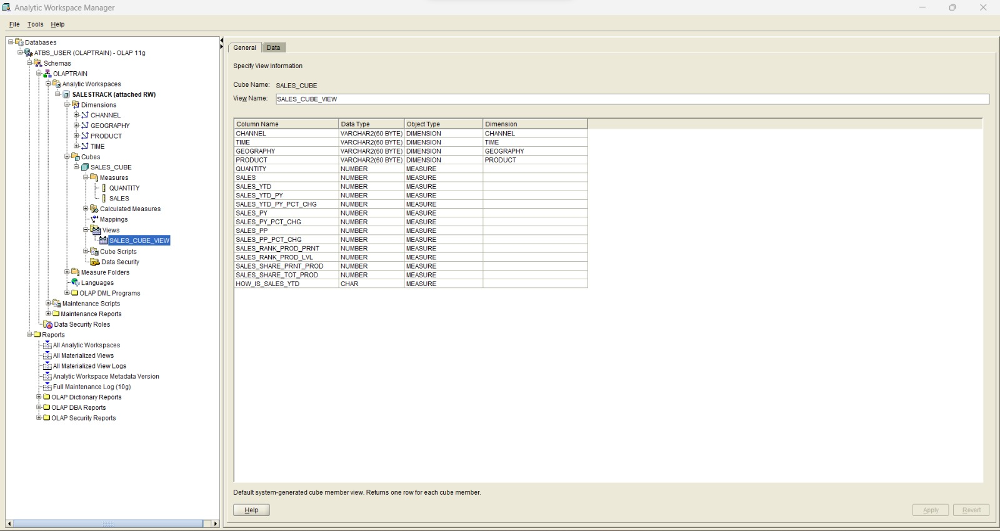 Analytic Workspace Manager
File Tools Help
Databases
ATBS_USER (OLAPTRAIN) - OLAP 11g
Schemas
OLAPTRAIN
Analytic Workspaces
SALESTRACK (attached RW)
Dimensions
CHANNEL
GEOGRAPHY
PRODUCT
TIME
Cubes
SALES_CUBE
Measures
QUANTITY
SALES
Calculated Measures
Mappings
Views
SALES_CUBE_VIEW
Cube Scripts
Data Security
Measure Folders
Languages
OLAP DML Programs
Maintenance Scripts
Maintenance Reports
Data Security Roles
Reports
All Analytic Workspaces
All Materialized Views
All Materialized View Logs
Analytic Workspace Metadata Version
Full Maintenance Log (10g)
OLAP Dictionary Reports
OLAP DBA Reports
OLAP Security Reports
General Data
Specify View Information
Cube Name: SALES_CUBE
View Name: SALES_CUBE_VIEW
Column Name Data Type Object Type Dimension
CHANNEL VARCHAR2(60 BYTE) DIMENSION CHANNEL
TIME VARCHAR2(60 BYTE) DIMENSION TIME
GEOGRAPHY VARCHAR2(60 BYTE) DIMENSION GEOGRAPHY
PRODUCT VARCHAR2(60 BYTE) DIMENSION PRODUCT
QUANTITY NUMBER MEASURE
SALES NUMBER MEASURE
SALES_YTD NUMBER MEASURE
SALES_YTD_PY NUMBER MEASURE
SALES_YTD_PY_PCT_CHG NUMBER MEASURE
SALES_PY NUMBER MEASURE
SALES_PY_PCT_CHG NUMBER MEASURE
SALES_PP NUMBER MEASURE
SALES_PP_PCT_CHG NUMBER MEASURE
SALES_RANK_PROD_PRNT NUMBER MEASURE
SALES_RANK_PROD_LVL NUMBER MEASURE
SALES_SHARE_PRNT_PROD NUMBER MEASURE
SALES_SHARE_TOT_PROD NUMBER MEASURE
HOW_IS_SALES_YTD CHAR MEASURE
Default system-generated cube member view. Returns one row for each cube member.
Help Apply Revert